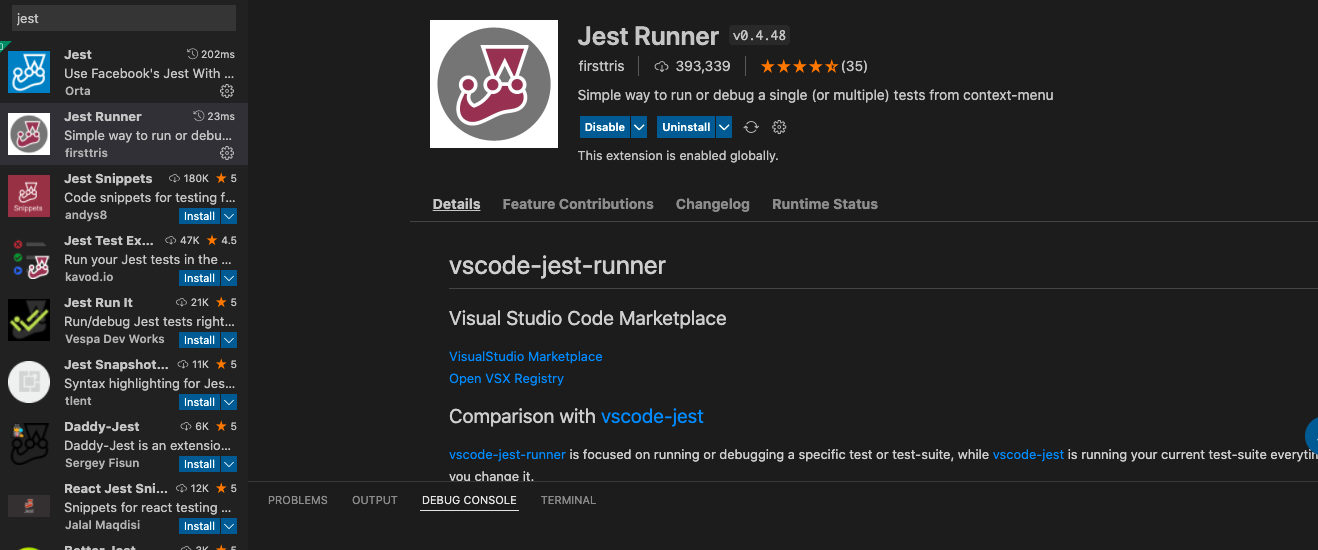 jest
Jest 202ms
Use Facebook's Jest With ...
Orta
Jest Runner 23ms
Simple way to run or debu...
firsttris
Jest Snippets 180K 5
Code snippets for testing f...
andys8 Install
Snippets
Jest Test Ex... 47K 4.5
Run your Jest tests in the ...
kavod.io Install
Jest Run It 21K 5
Run/debug Jest tests right...
Vespa Dev Works Install
Jest Snapshot... 11K 5
Syntax highlighting for Jes...
tlent Install
Daddy-Jest 6K 5
Daddy-Jest is an extensio...
Sergey Fisun Install
React Jest Sni... 12K 5
Snippets for react testing ...
Jalal Maqdisi Install
Better Jest 3K 5
Jest Runner v0.4.48
firsttris 393,339 (35)
Simple way to run or debug a single (or multiple) tests from context-menu
Disable Uninstall
This extension is enabled globally.
Details Feature Contributions Changelog Runtime Status
vscode-jest-runner
Visual Studio Code Marketplace
VisualStudio Marketplace
Open VSX Registry
Comparison with vscode-jest
vscode-jest-runner is focused on running or debugging a specific test or test-suite, while vscode-jest is running your current test-suite everytin
you change it.
PROBLEMS OUTPUT DEBUG CONSOLE TERMINAL